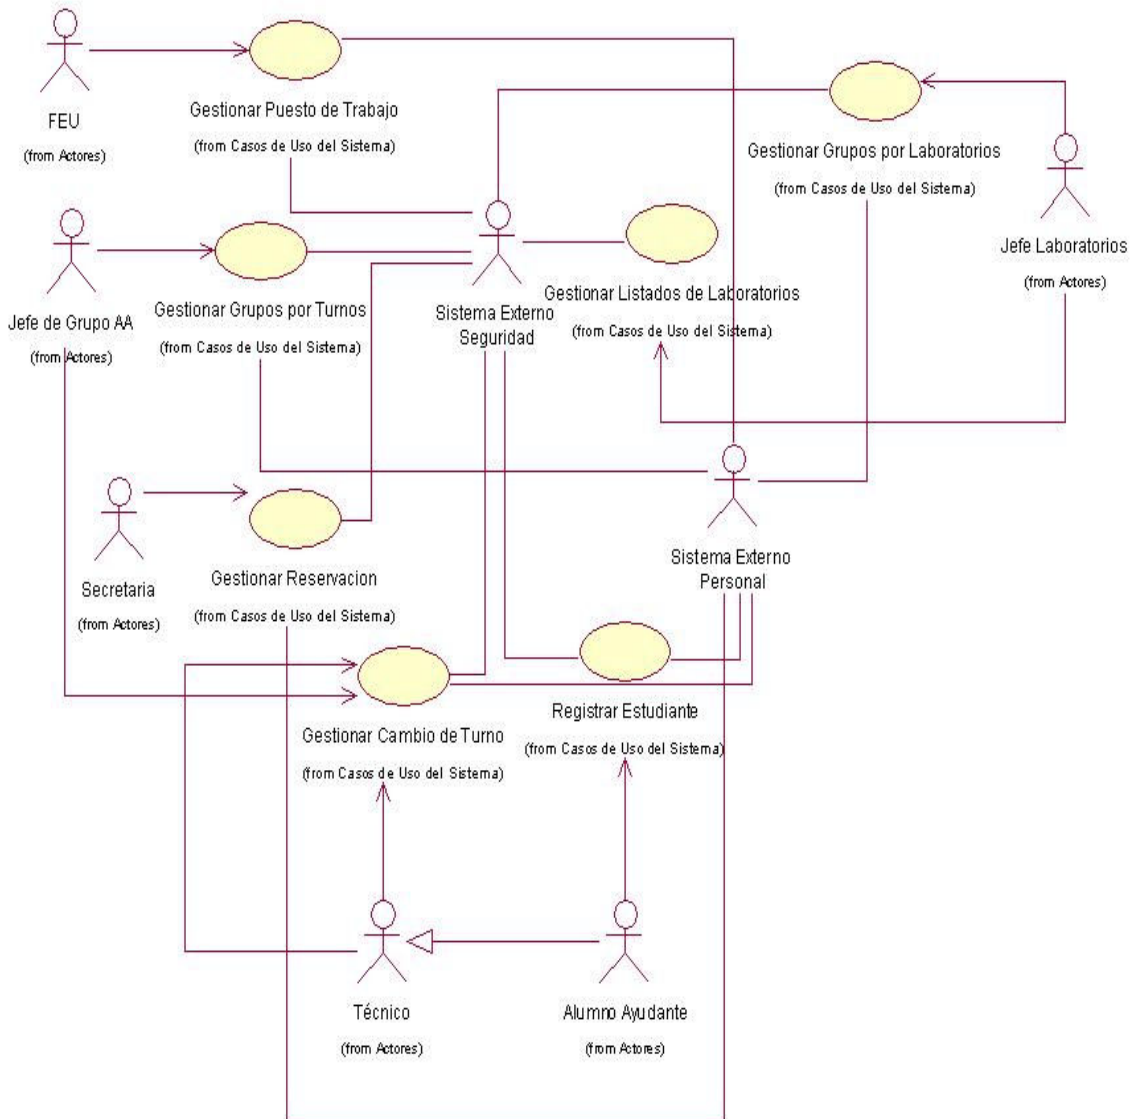 FEU
(from Actores)
Gestionar Puesto de Trabajo
(from Casos de Uso del Sistema)
Gestionar Grupos por Laboratorios
(from Casos de Uso del Sistema)
Jefe Laboratorios
(from Actores)
Jefe de Grupo AA
(from Actores)
Gestionar Grupos por Turnos
(from Casos de Uso del Sistema)
Sistema Externo
Seguridad
Gestionar Listados de Laboratorios
(from Casos de Uso del Sistema)
Secretaria
(from Actores)
Gestionar Reservacion
(from Casos de Uso del Sistema)
Sistema Externo
Personal
Gestionar Cambio de Turno
(from Casos de Uso del Sistema)
Registrar Estudiante
(from Casos de Uso del Sistema)
Técnico
(from Actores)
Alumno Ayudante
(from Actores)